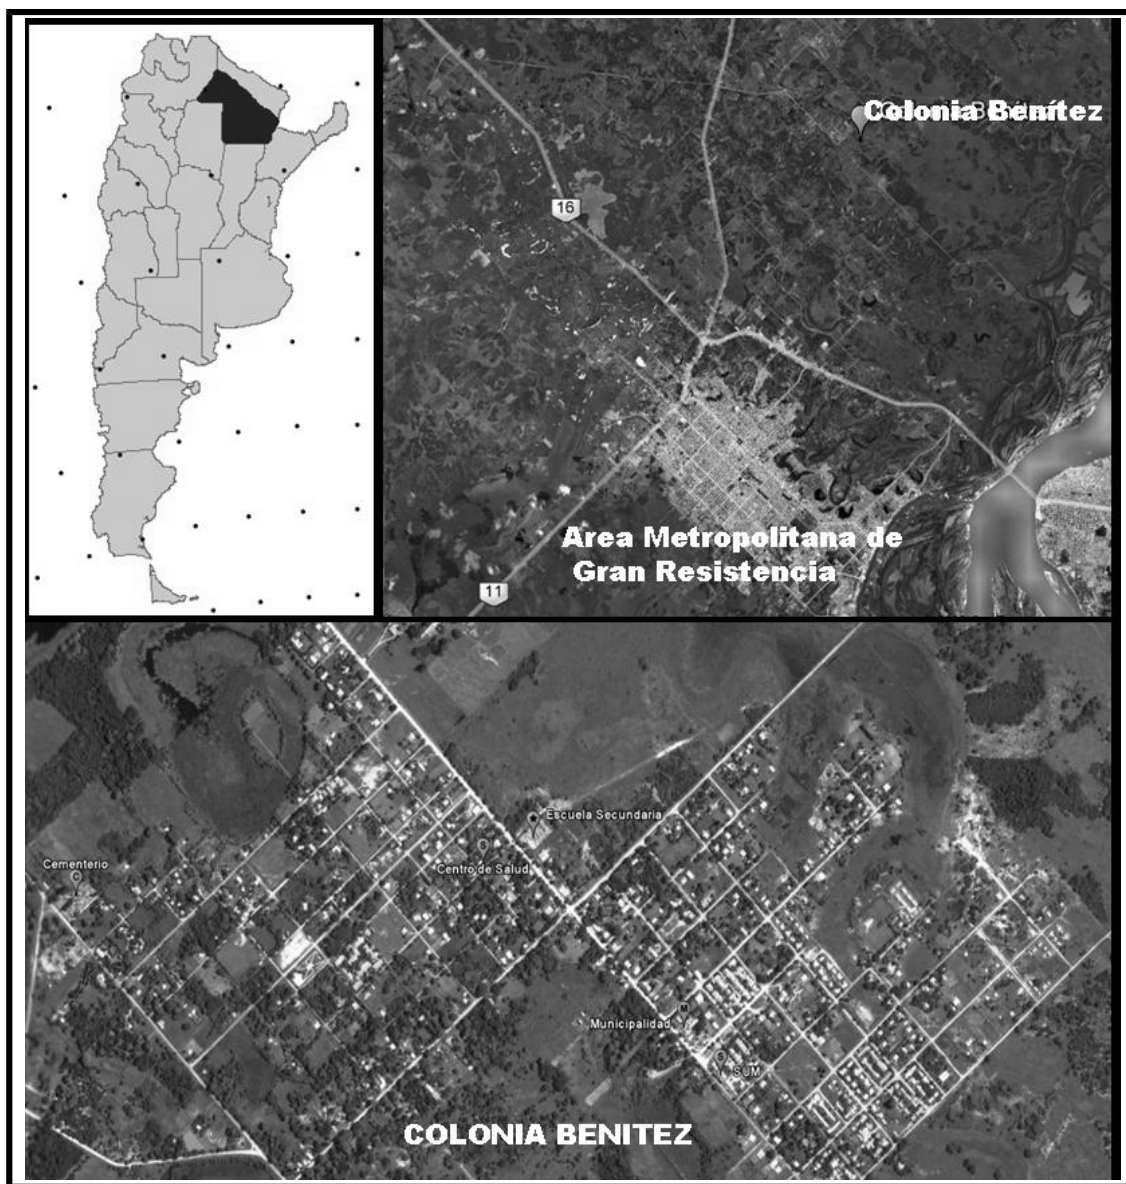 Colonia Benítez
16
Area Metropolitana de
Gran Resistencia
11
Escuela Secundaria
Cementerio
C
S
Centro de Salud
M
Municipalidad
S
SUM
COLONIA BENITEZ